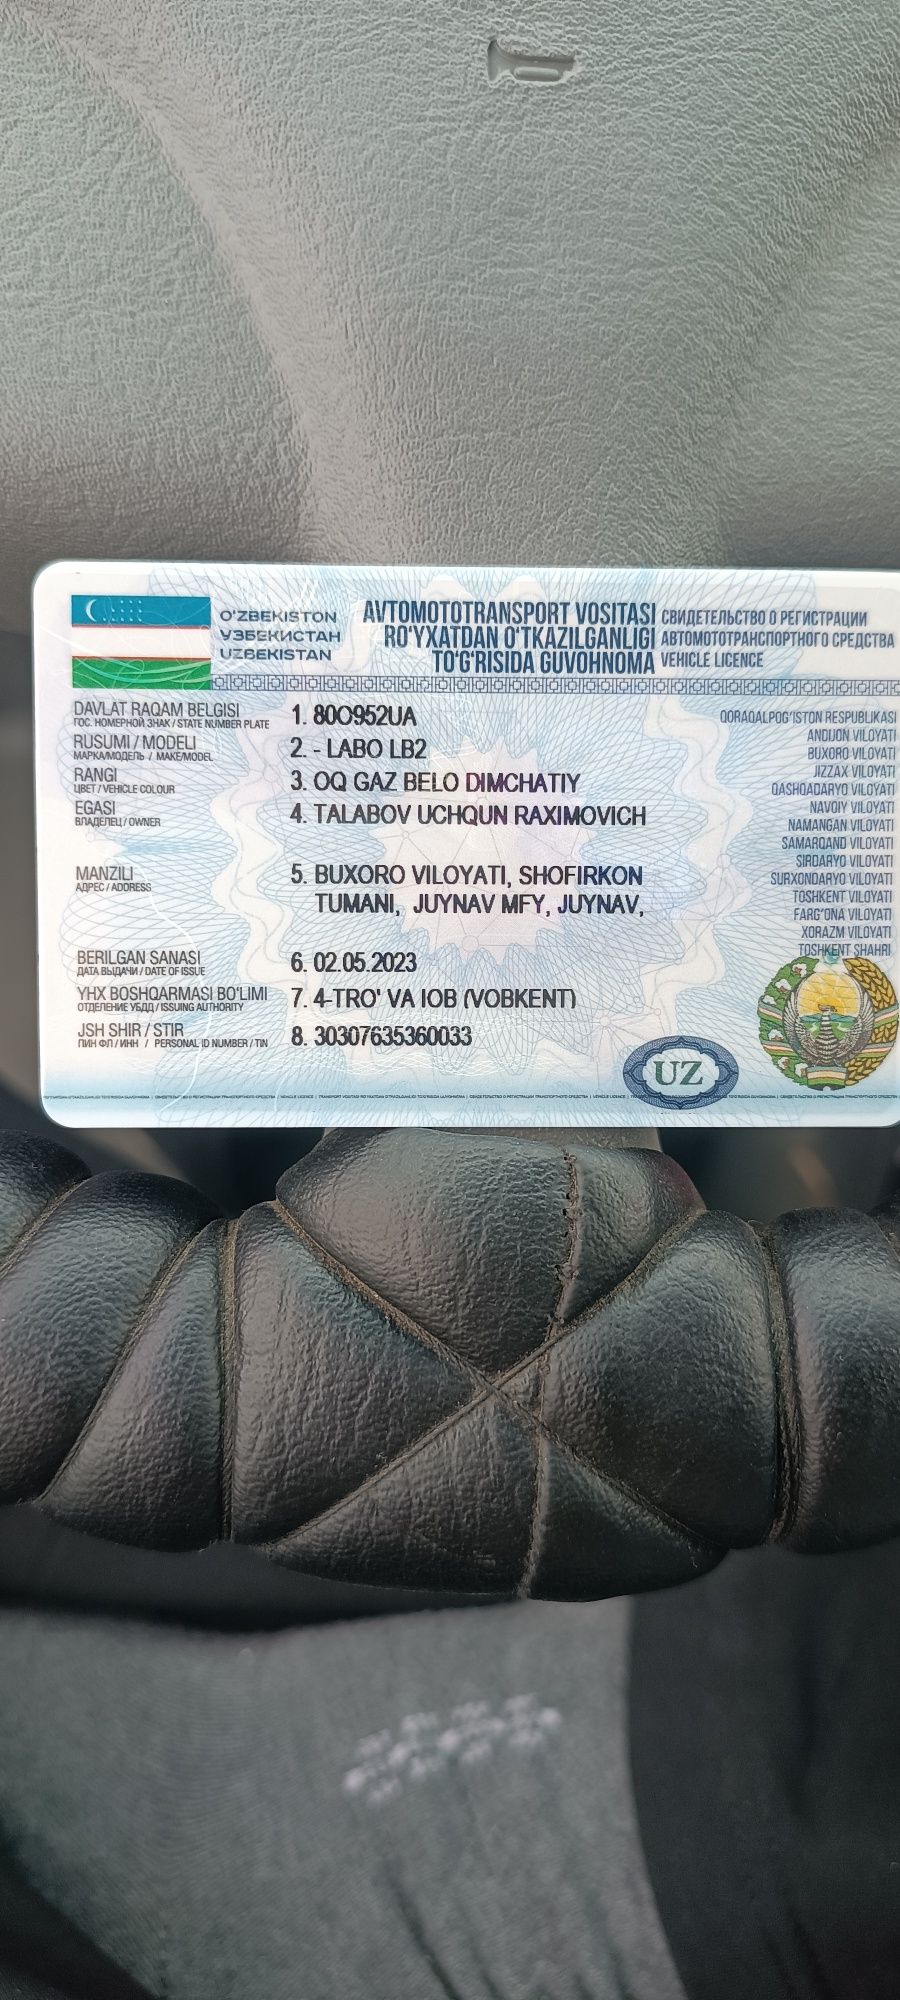 O'ZBEKISTON
УЗБЕКИСТАН
UZBEKISTAN
AVTOMOTOTRANSPORT VOSITASI
RO'YXATDAN O'TKAZILGANLIGI
TO'G'RISIDA GUVOHNOMA
СВИДЕТЕЛЬСТВО О РЕГИСТРАЦИИ
АВТОМОТОТРАНСПОРТНОГО СРЕДСТВА
VEHICLE LICENCE
DAVLAT RAQAM BELGISI
ГОС. НОМЕРНОЙ ЗНАК / STATE NUMBER PLATE
1. 80O952UA
RUSUMI / MODELI
МАРКА/МОДЕЛЬ / MAKE/MODEL
2. - LABO LB2
RANGI
ЦВЕТ / VEHICLE COLOUR
3. OQ GAZ BELO DIMCHATIY
EGASI
ВЛАДЕЛЕЦ / OWNER
4. TALABOV UCHQUN RAXIMOVICH
MANZILI
АДРЕС / ADDRESS
5. BUXORO VILOYATI, SHOFIRKON
TUMANI, JUYNAV MFY, JUYNAV,
BERILGAN SANASI
ДАТА ВЫДАЧИ / DATE OF ISSUE
6. 02.05.2023
YHX BOSHQARMASI BO'LIMI
ОТДЕЛЕНИЕ УБДД / ISSUING AUTHORITY
7. 4-TRO' VA IOB (VOBKENT)
JSH SHIR / STIR
ПИН ФЛ / ИНН / PERSONAL ID NUMBER / TIN
8. 30307635360033
QORAQALPOG'ISTON RESPUBLIKASI
ANDIJON VILOYATI
BUXORO VILOYATI
JIZZAX VILOYATI
QASHQADARYO VILOYATI
NAVOIY VILOYATI
NAMANGAN VILOYATI
SAMARQAND VILOYATI
SIRDARYO VILOYATI
SURXONDARYO VILOYATI
TOSHKENT VILOYATI
FARG'ONA VILOYATI
XORAZM VILOYATI
TOSHKENT SHAHRI
UZ